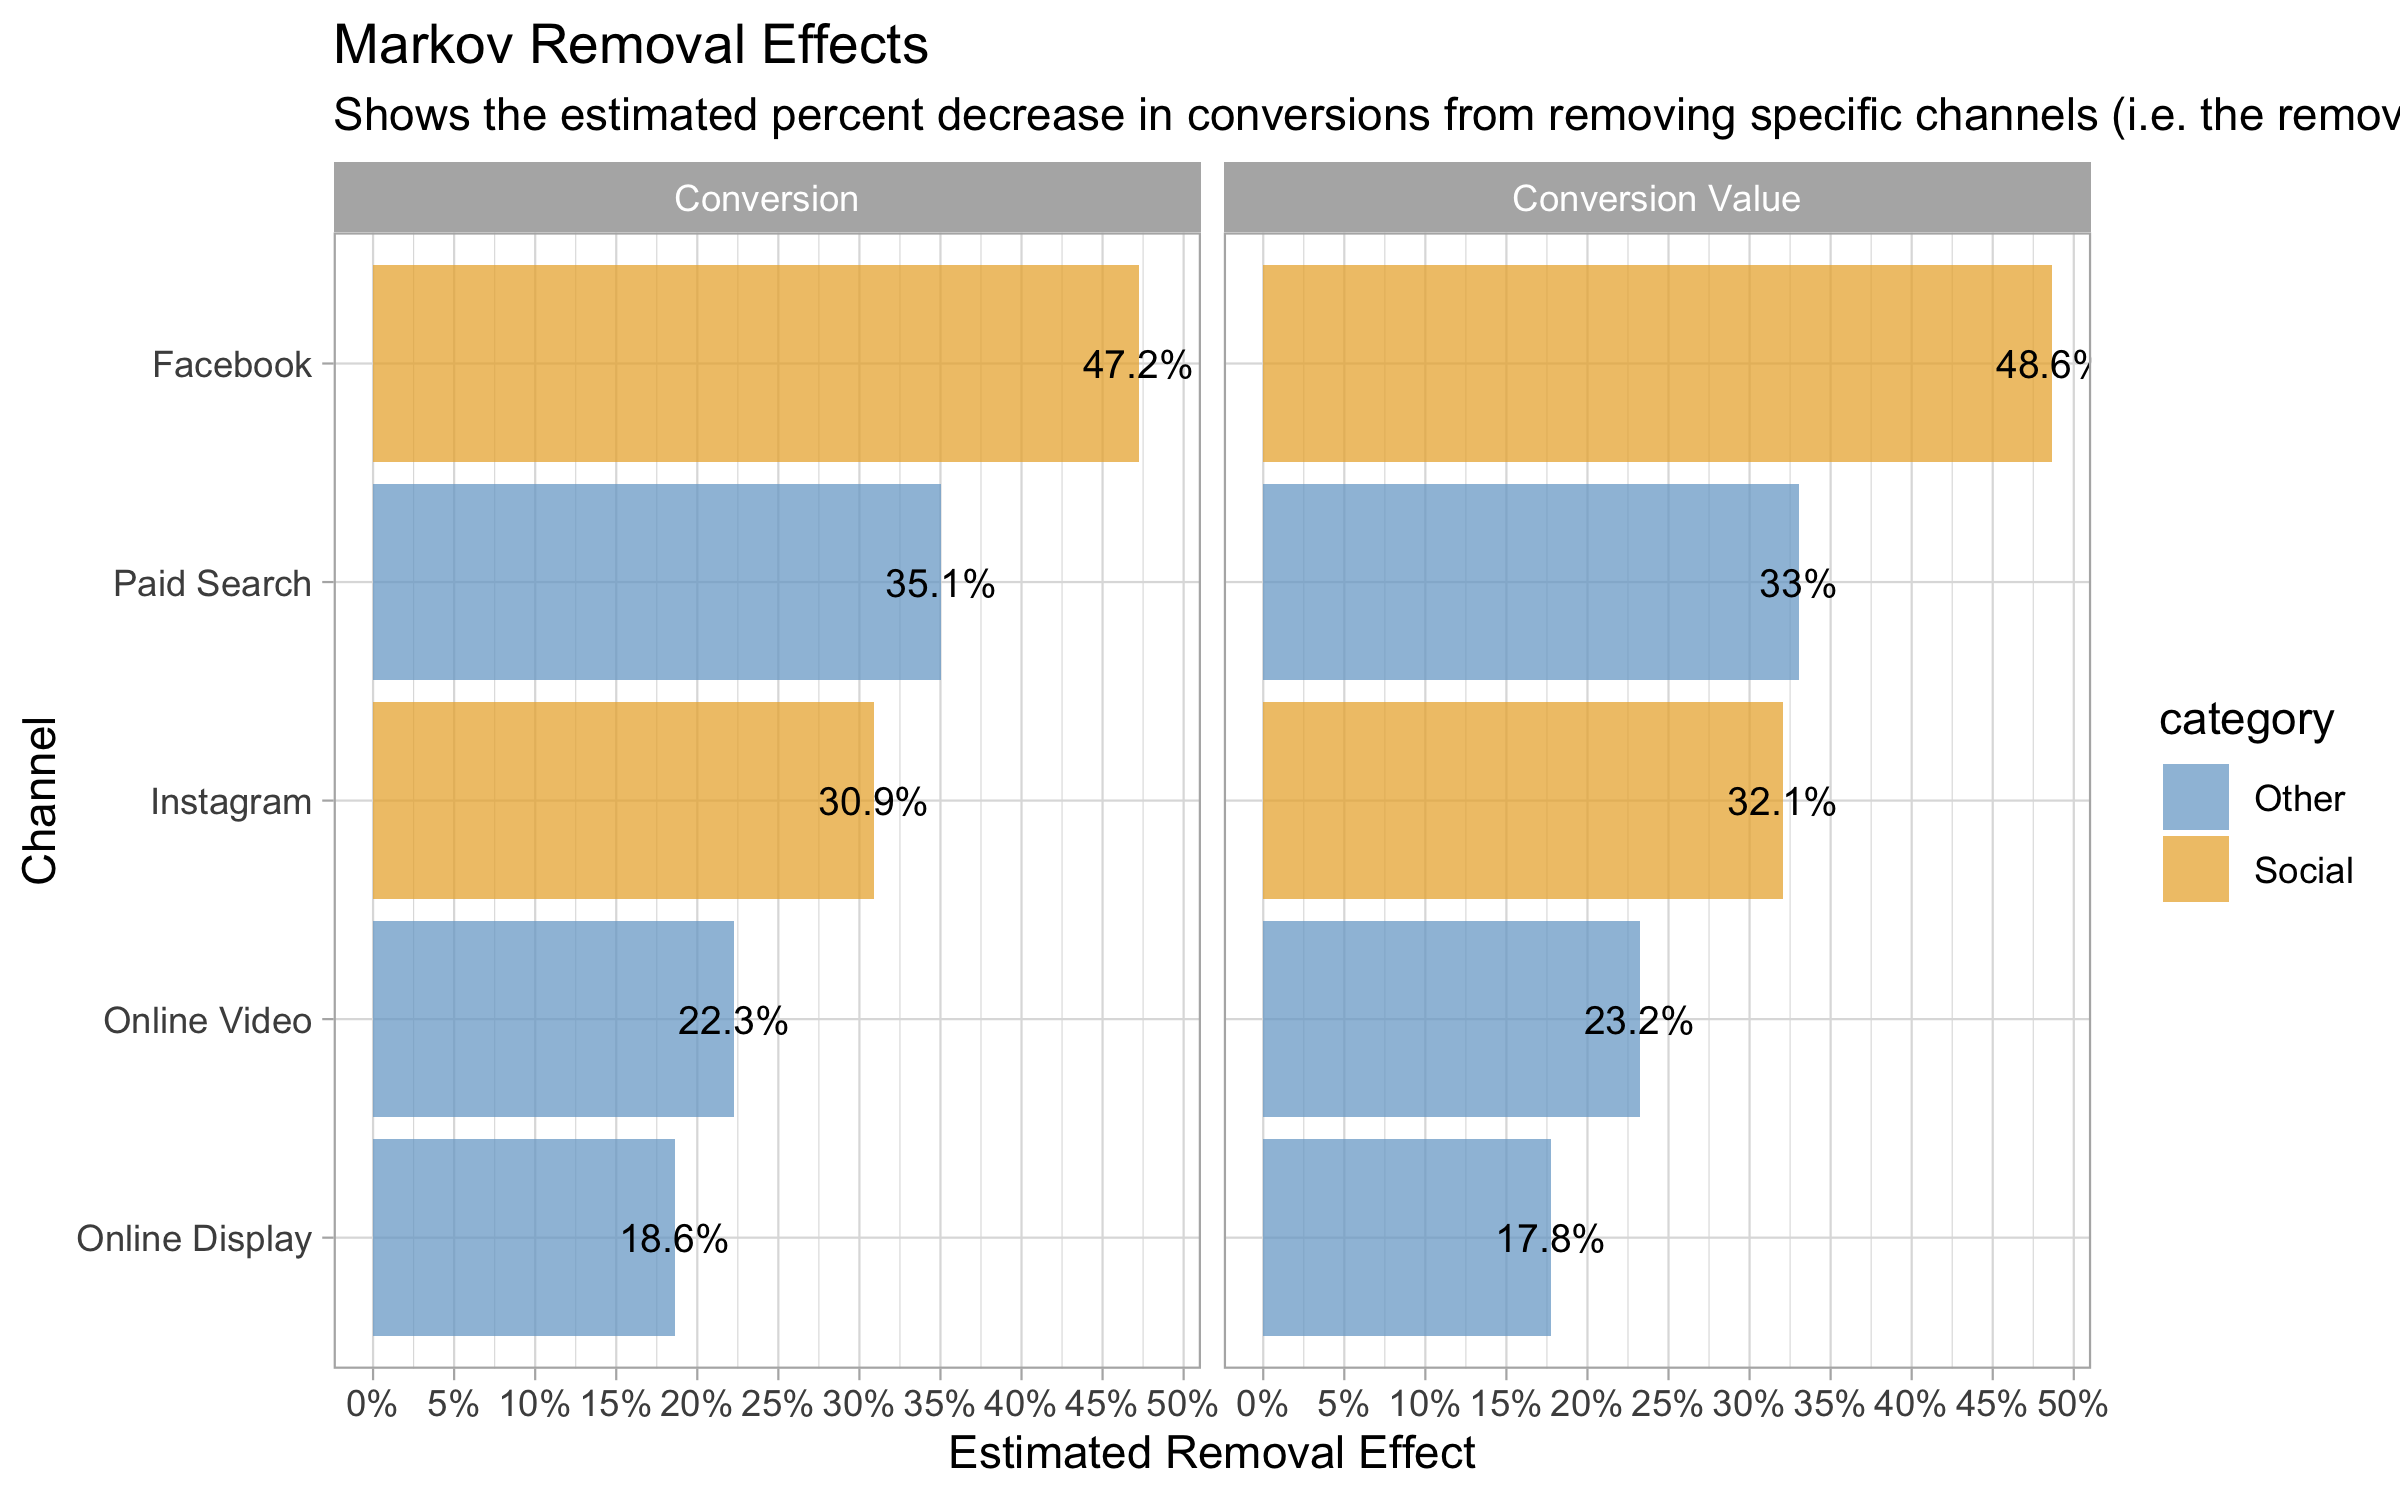 Markov Removal Effects
Shows the estimated percent decrease in conversions from removing specific channels (i.e. the
Conversion
Conversion Value
Channel
Facebook
47.2%
48.6%
Paid Search
35.1%
33%
Instagram
30.9%
32.1%
Online Video
22.3%
23.2%
Online Display
18.6%
17.8%
0% 5% 10% 15% 20% 25% 30% 35% 40% 45% 50%
0% 5% 10% 15% 20% 25% 30% 35% 40% 45% 50%
Estimated Removal Effect
category
Other
Social